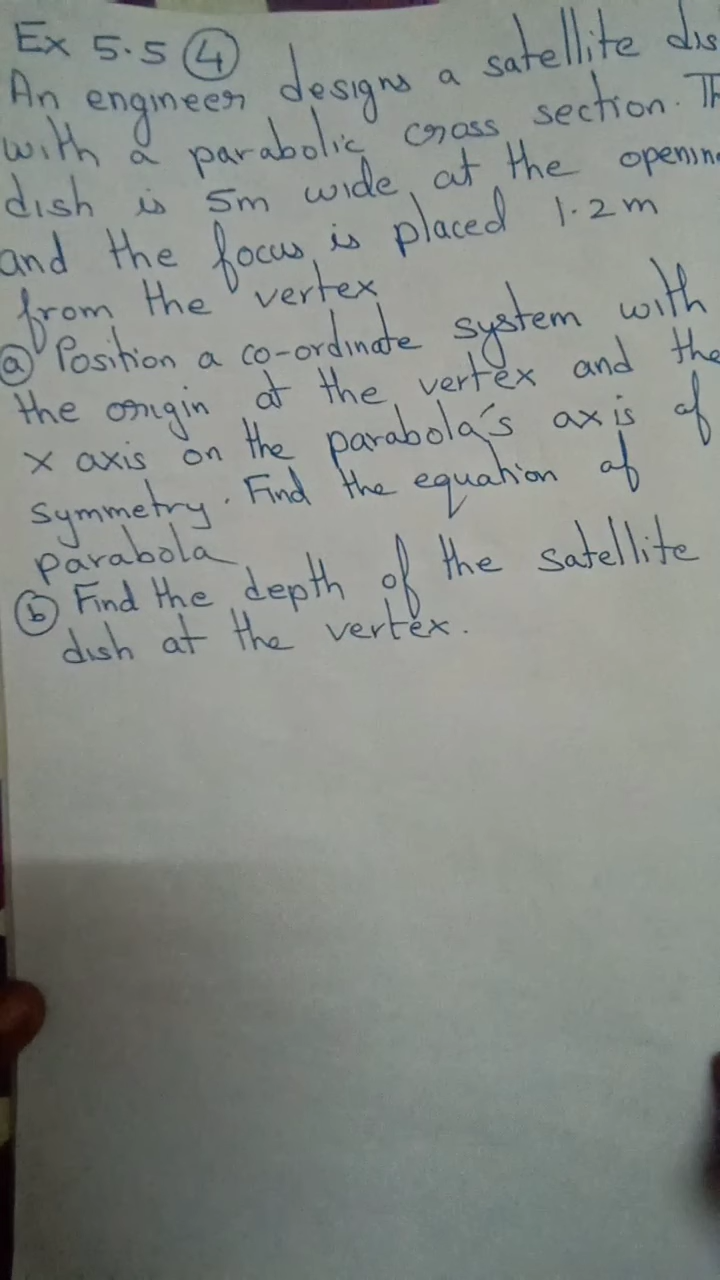 Ex 5.5 ④
An engineer designs a satellite dis
with a parabolic cross section. Th
dish is 5m wide at the openin
and the focus is placed 1.2m
from the vertex
ⓐ Position a co-ordinate system with
the origin at the vertex and the
x axis on the parabola's axis of
symmetry. Find the equation of
parabola
ⓑ Find the depth of the satellite
dish at the vertex.